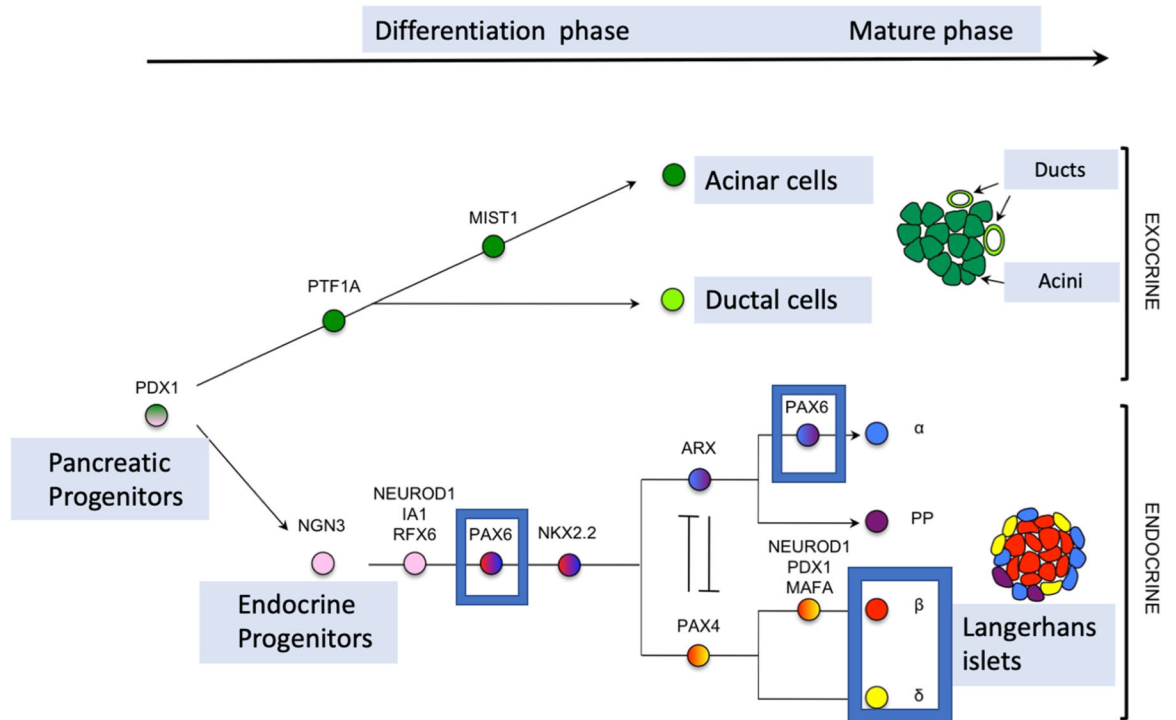 Differentiation phase
Mature phase
Acinar cells
Ducts
MIST1
PTF1A
Ductal cells
Acini
EXOCRINE
PDX1
Pancreatic
Progenitors
PAX6
α
ARX
NEUROD1
IA1
RFX6
NGN3
PAX6
NKX2.2
PP
NEUROD1
PDX1
MAFA
Endocrine
Progenitors
PAX4
β
δ
Langerhans
islets
ENDOCRINE